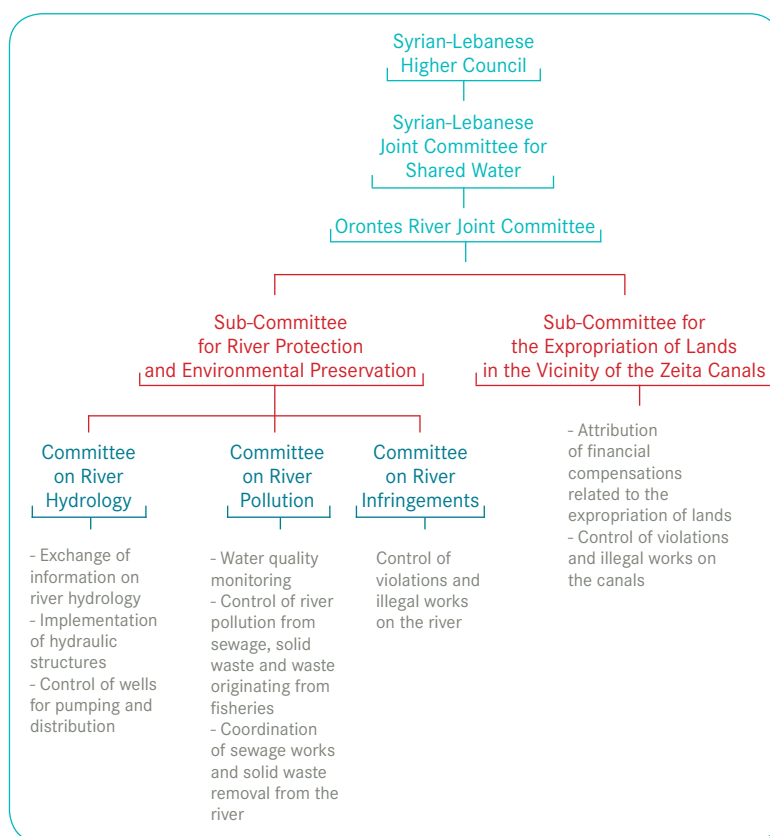 Syrian-Lebanese
Higher Council
Syrian-Lebanese
Joint Committee for
Shared Water
Orontes River Joint Committee
Sub-Committee
for River Protection
and Environmental Preservation
Sub-Committee for
the Expropriation of Lands
in the Vicinity of the Zeita Canals
Committee
on River
Hydrology
Committee
on River
Pollution
Committee
on River
Infringements
- Exchange of
information on
river hydrology
- Implementation
of hydraulic
structures
- Control of wells
for pumping and
distribution
- Water quality
monitoring
- Control of river
pollution from
sewage, solid
waste and waste
originating from
fisheries
- Coordination
of sewage works
and solid waste
removal from the
river
Control of
violations and
illegal works
on the river
- Attribution
of financial
compensations
related to the
expropriation of lands
- Control of violations
and illegal works on
the canals